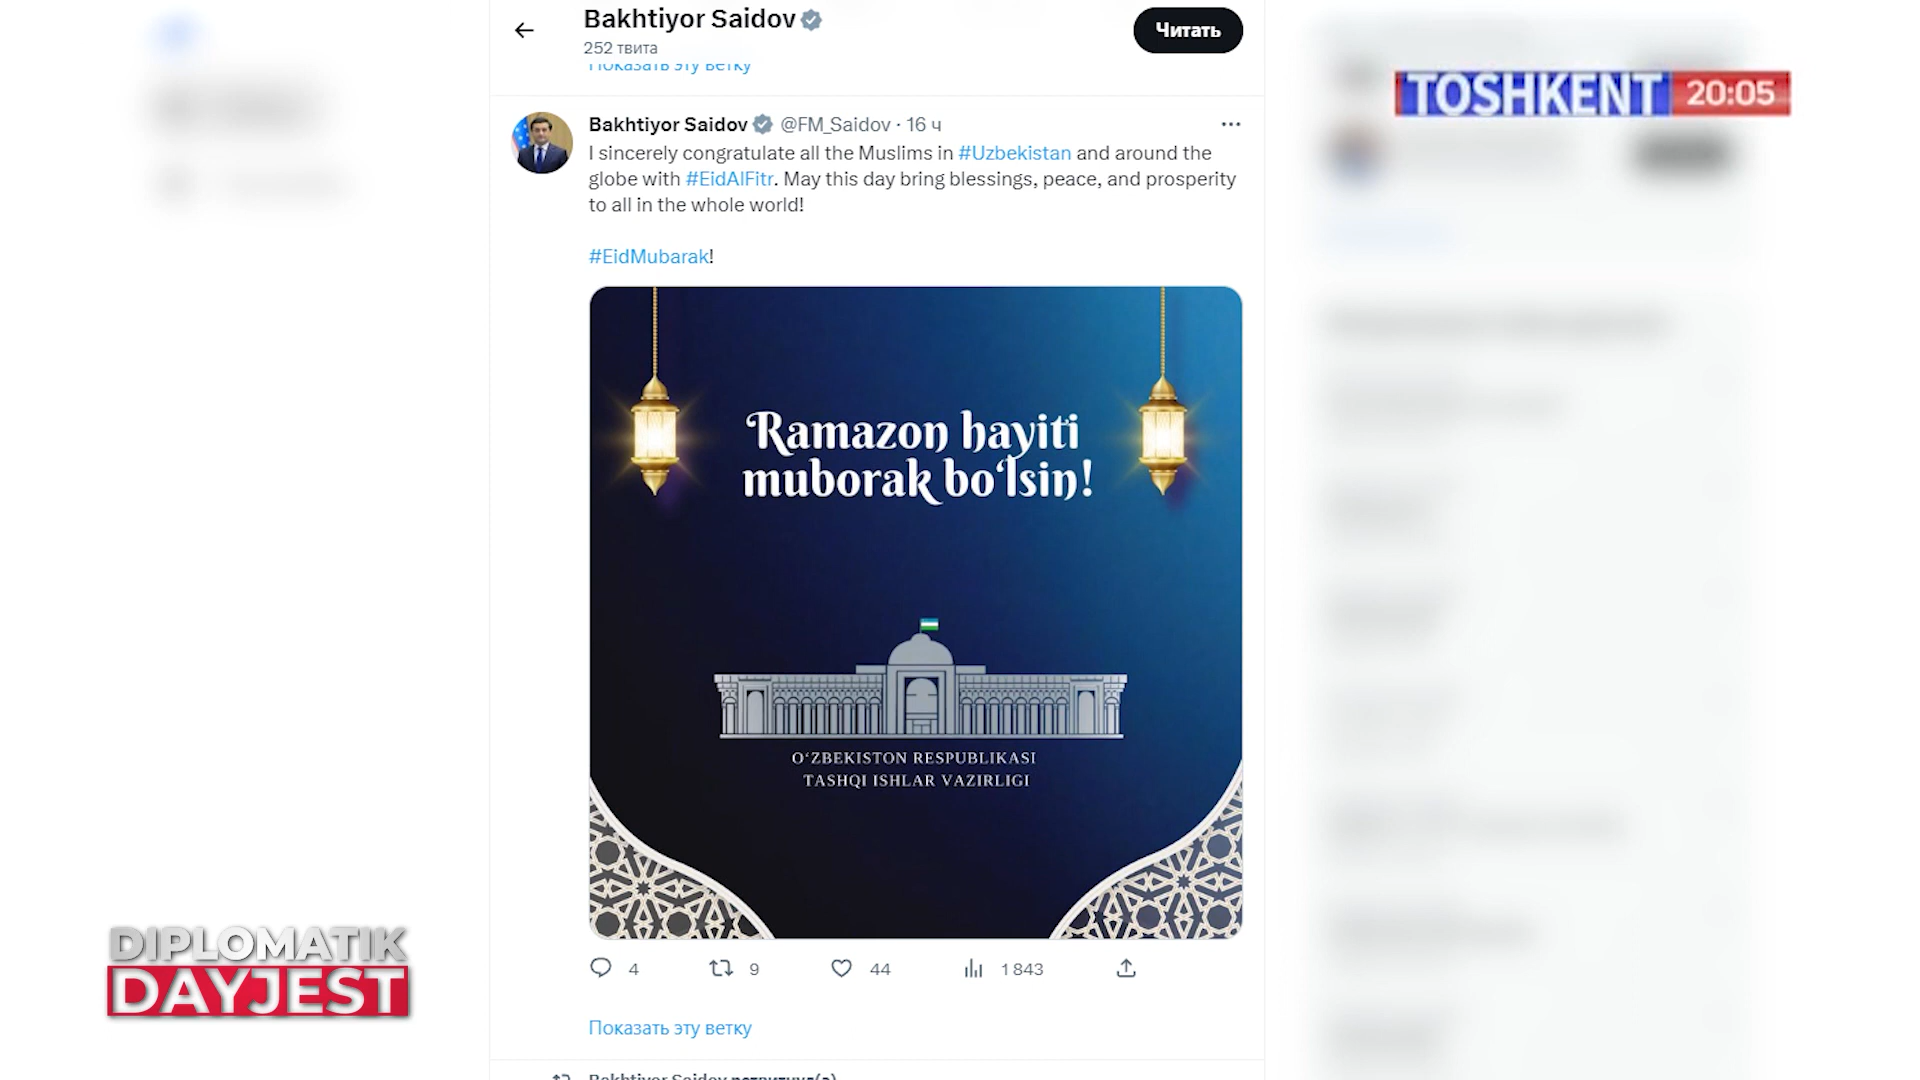 Bakhtiyor Saidov
252 твита
Читать
Показать эту ветку
TOSHKENT 20:05
Bakhtiyor Saidov @FM_Saidov · 16 ч
I sincerely congratulate all the Muslims in #Uzbekistan and around the
globe with #EidAlFitr. May this day bring blessings, peace, and prosperity
to all in the whole world!
#EidMubarak!
Ramazon hayiti
muborak bo‘lsin!
O‘ZBEKISTON RESPUBLIKASI
TASHQI ISHLAR VAZIRLIGI
4 9 44 1 843
Показать эту ветку
Bakhtiyor Saidov ретвитнул(а)
DIPLOMATIK
DAYJEST